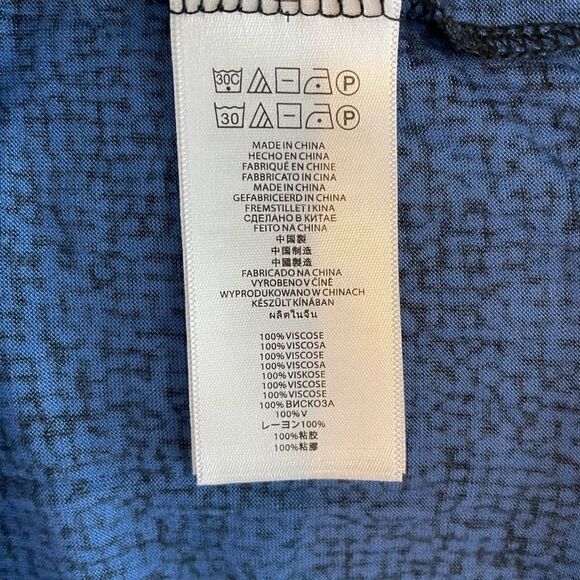 30C P
30 P
MADE IN CHINA
HECHO EN CHINA
FABRIQUÉ EN CHINE
FABBRICATO IN CINA
MADE IN CHINA
GEFABRICEERD IN CHINA
FREMSTILLET I KINA
СДЕЛАНО В КИТАЕ
FEITO NA CHINA
中国製
中国制造
中國製造
FABRICADO NA CHINA
VYROBENO V ČÍNĚ
WYPRODUKOWANO W CHINACH
KÉSZÜLT KÍNÁBAN
ผลิตในจีน
100% VISCOSE
100% VISCOSA
100% VISCOSE
100% VISCOSA
100% VISKOSE
100% VISCOSE
100% VISCOSE
100% ВИСКОЗА
100% V
レーヨン100%
100%粘胶
100%粘膠